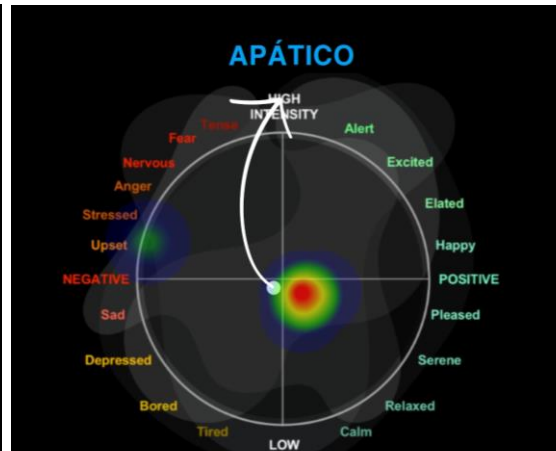 APÁTICO
HIGH
INTENSITY
Tense
Alert
Fear
Excited
Nervous
Anger
Elated
Stressed
Upset
Happy
NEGATIVE
POSITIVE
Sad
Pleased
Depressed
Serene
Bored
Relaxed
Tired
Calm
LOW